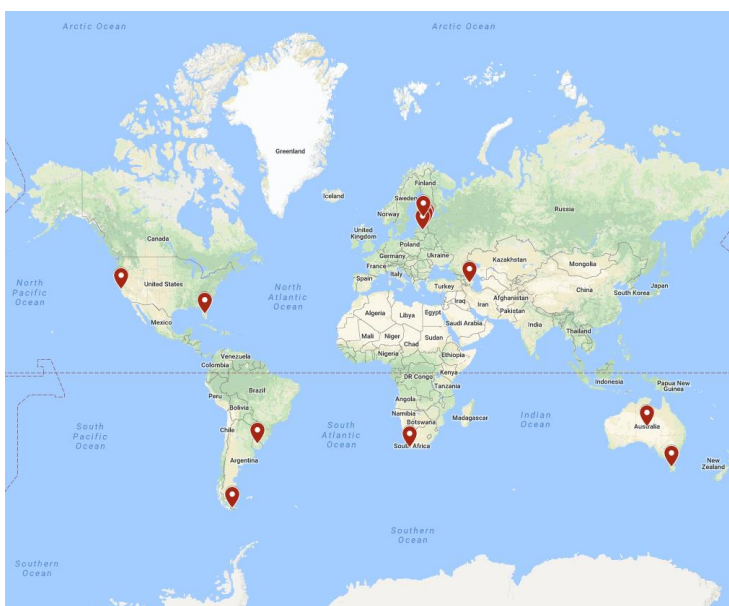 Arctic Ocean
Arctic Ocean
Greenland
Iceland
Finland
Sweden
Norway
Russia
United
Kingdom
Canada
Poland
Germany
Ukraine
Kazakhstan
France
Mongolia
Italy
North
Pacific
Ocean
United States
North
Atlantic
Ocean
Spain
Turkey
China
South Korea
Japan
Iraq
Iran
Afghanistan
Pakistan
Algeria
Libya
Egypt
Saudi Arabia
India
Mexico
Mali
Niger
Chad
Sudan
Thailand
Nigeria
Ethiopia
Venezuela
Colombia
DR Congo
Kenya
Tanzania
Indonesia
Papua New
Guinea
Brazil
Peru
Angola
Bolivia
Namibia
Botswana
Madagascar
Indian
Ocean
South
Pacific
Ocean
Chile
South
Atlantic
Ocean
South Africa
Australia
Argentina
New
Zealand
Southern
Ocean
Southern
Ocean